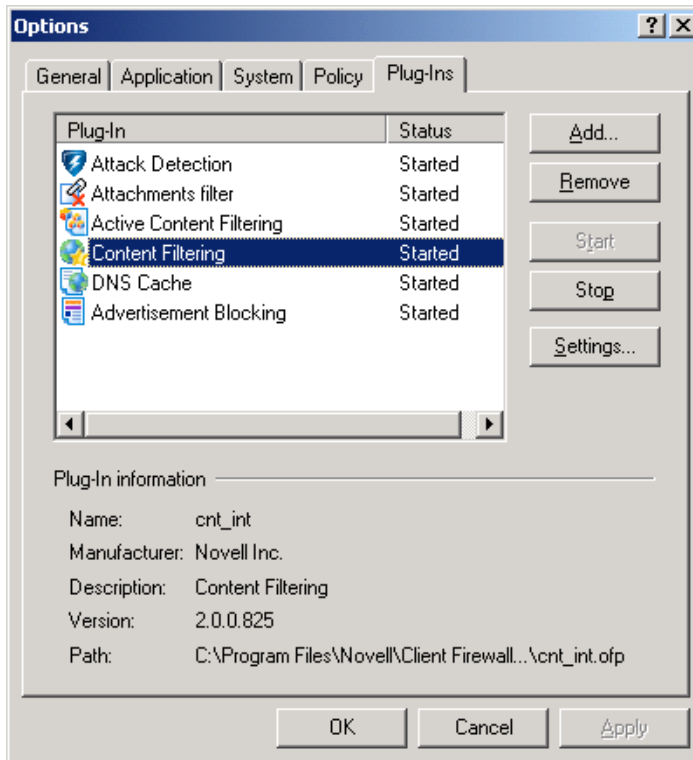 Options
General Application System Policy Plug-Ins
Plug-In Status
Attack Detection Started
Attachments filter Started
Active Content Filtering Started
Content Filtering Started
DNS Cache Started
Advertisement Blocking Started
Add...
Remove
Start
Stop
Settings...
Plug-In information
Name: cnt_int
Manufacturer: Novell Inc.
Description: Content Filtering
Version: 2.0.0.825
Path: C:\Program Files\Novell\Client Firewall...\cnt_int.ofp
OK Cancel Apply